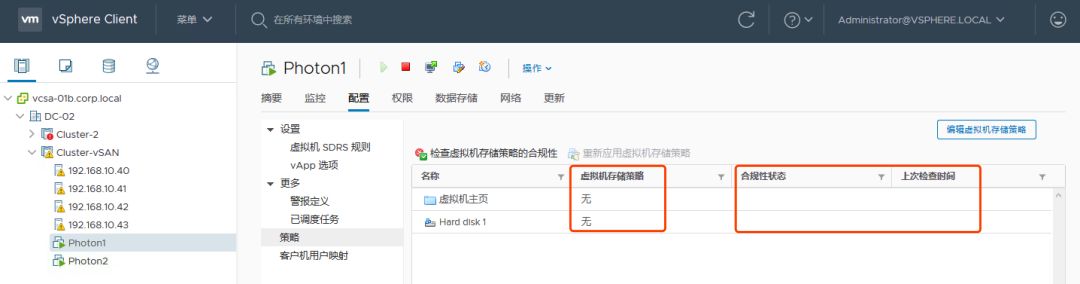 vm vSphere Client 菜单 在所有环境中搜索 Administrator@VSPHERE.LOCAL
Photon1 操作
摘要 监控 配置 权限 数据存储 网络 更新
vcsa-01b.corp.local
DC-02
Cluster-2
Cluster-vSAN
192.168.10.40
192.168.10.41
192.168.10.42
192.168.10.43
Photon1
Photon2
设置
虚拟机 SDRS 规则
vApp 选项
更多
警报定义
已调度任务
策略
客户机用户映射
编辑虚拟机存储策略
检查虚拟机存储策略的合规性 重新应用虚拟机存储策略
名称 虚拟机存储策略 合规性状态 上次检查时间
虚拟机主页 无
Hard disk 1 无